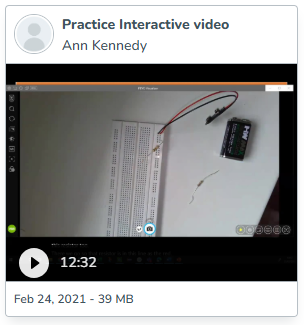 Practice Interactive video
Ann Kennedy
12:32
Feb 24, 2021 - 39 MB